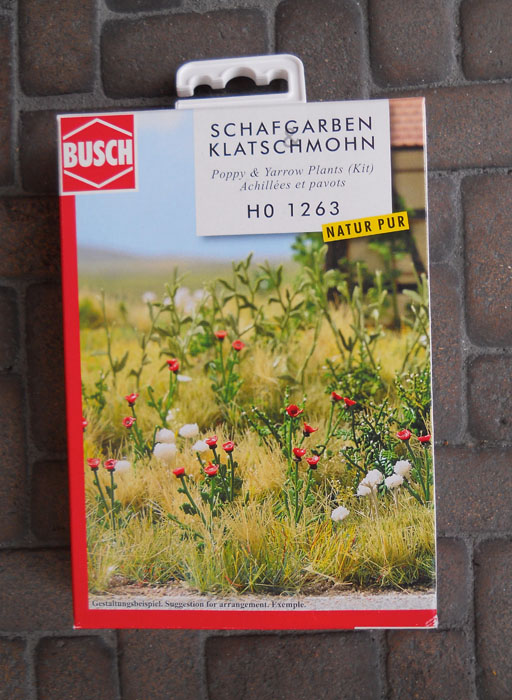 BUSCH
SCHAFGARBEN
&
KLATSCHMOHN
Poppy & Yarrow Plants (Kit)
Achillées et pavots
H0 1263
NATUR PUR
Gestaltungsbeispiel. Suggestion for arrangement. Exemple.